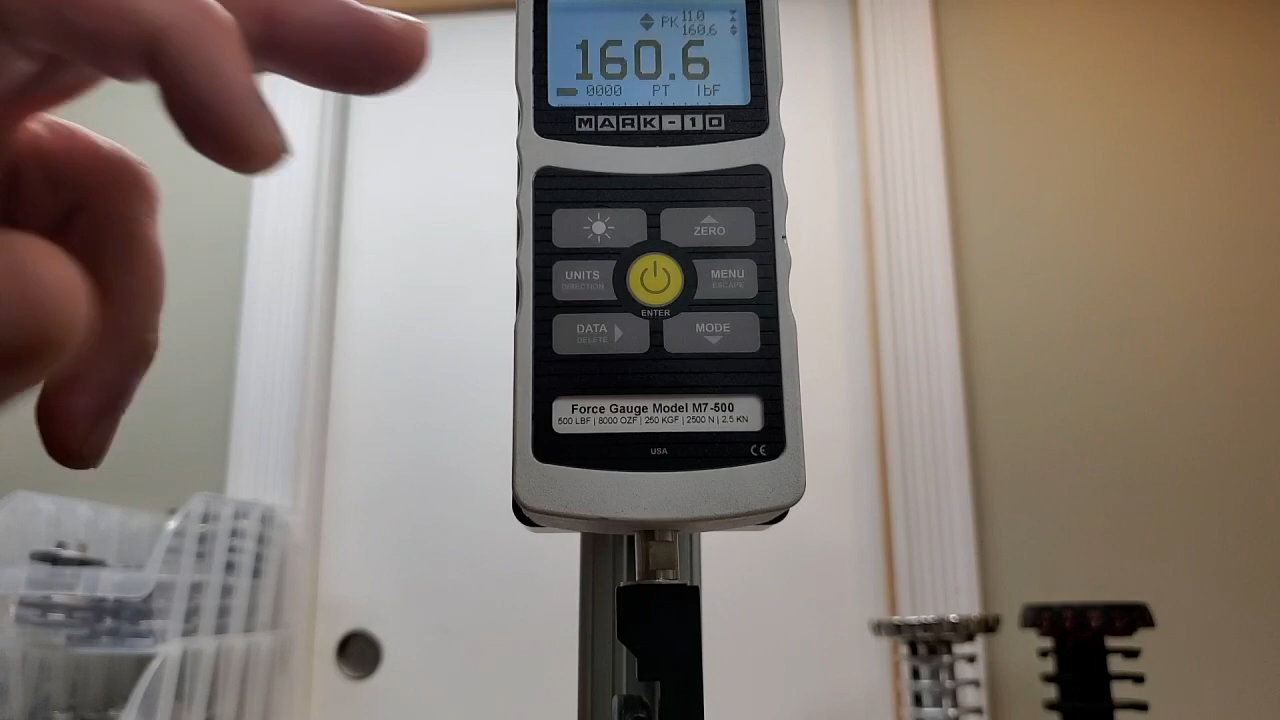 PK 11.0
160.6
160.6
0000 PT lbF
MARK-10
ZERO
UNITS
DIRECTION
MENU
ESCAPE
ENTER
DATA
DELETE
MODE
Force Gauge Model M7-500
500 LBF | 8000 OZF | 250 KGF | 2500 N | 2.5 KN
USA CE